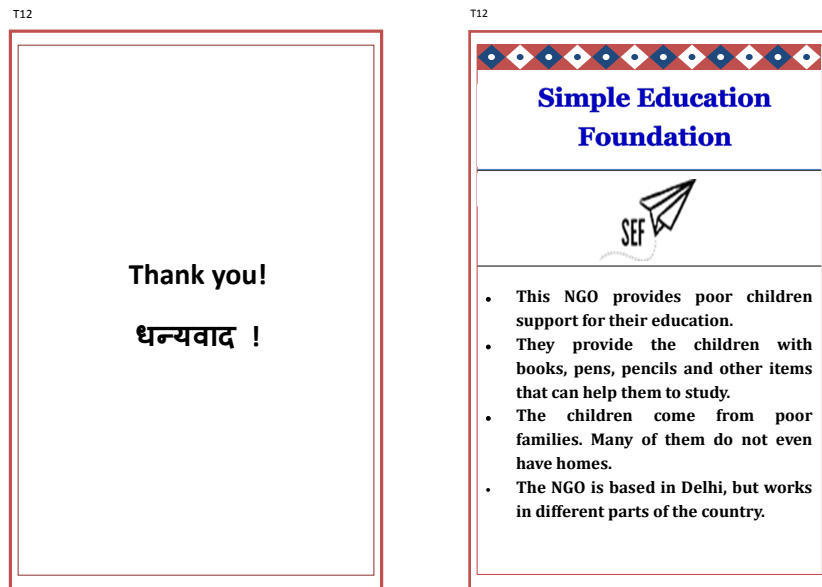 T12
Thank you!
धन्यवाद !
T12
Simple Education
Foundation
SEF
• This NGO provides poor children
support for their education.
• They provide the children with
books, pens, pencils and other items
that can help them to study.
• The children come from poor
families. Many of them do not even
have homes.
• The NGO is based in Delhi, but works
in different parts of the country.